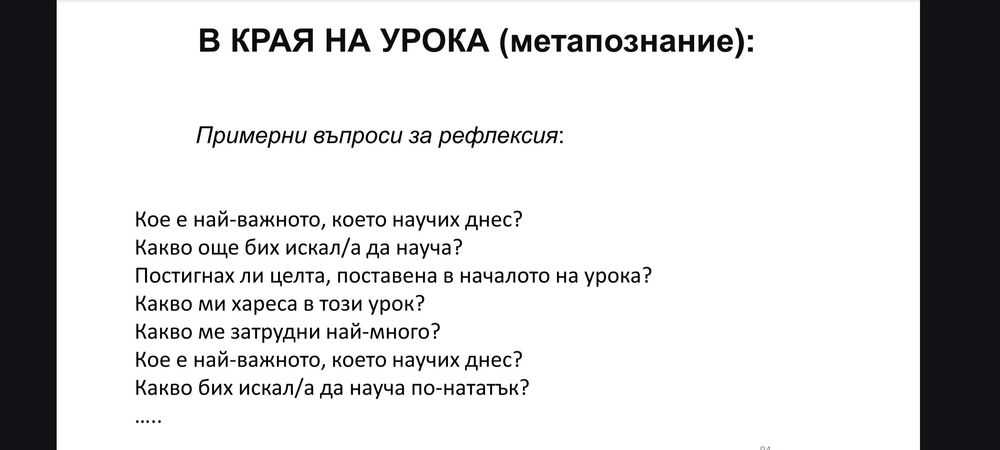 В КРАЯ НА УРОКА (метапознание):
Примерни въпроси за рефлексия:
Кое е най-важното, което научих днес?
Какво още бих искал/а да науча?
Постигнах ли целта, поставена в началото на урока?
Какво ми хареса в този урок?
Какво ме затрудни най-много?
Кое е най-важното, което научих днес?
Какво бих искал/а да науча по-нататък?
.....